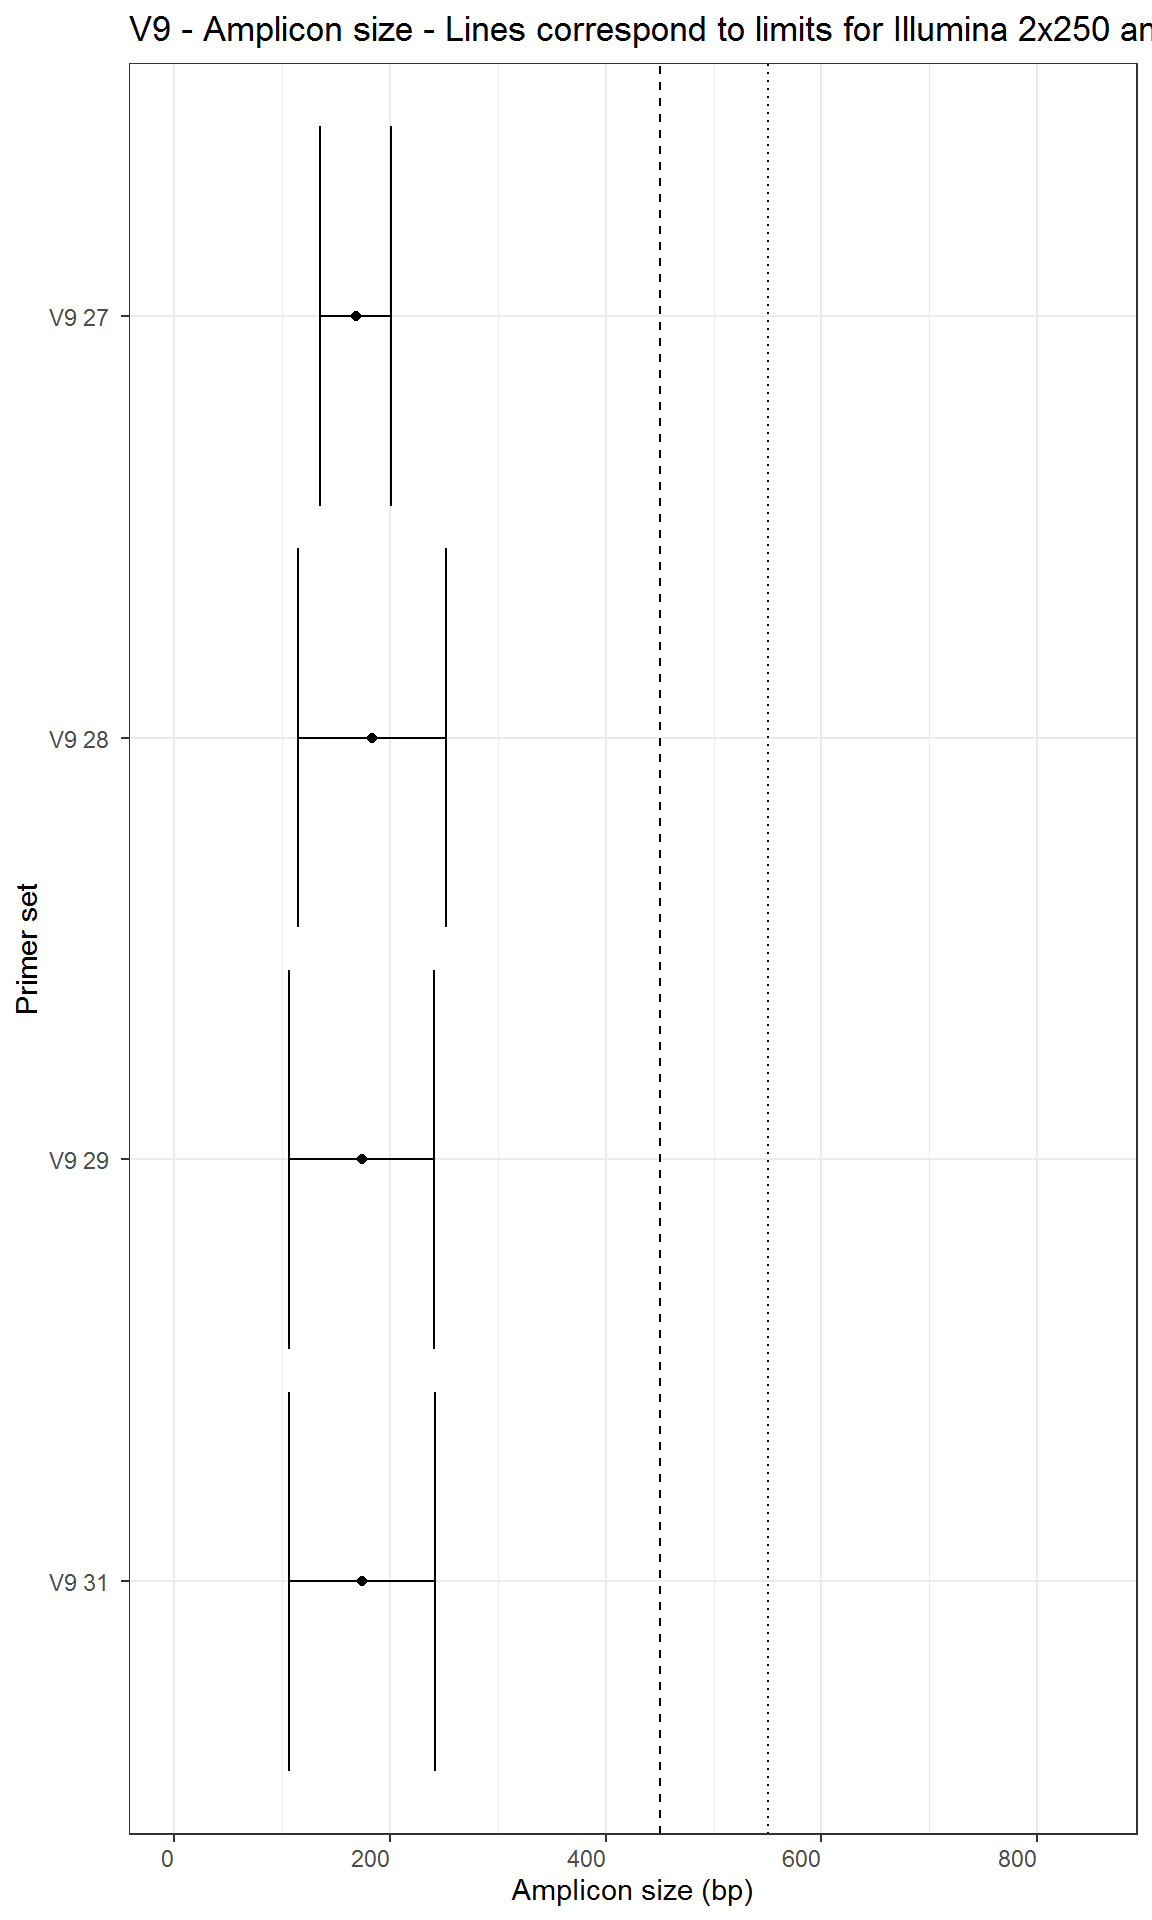 V9 - Amplicon size - Lines correspond to limits for Illumina 2x250 an
V9 27
V9 28
V9 29
V9 31
Primer set
0 200 400 600 800
Amplicon size (bp)